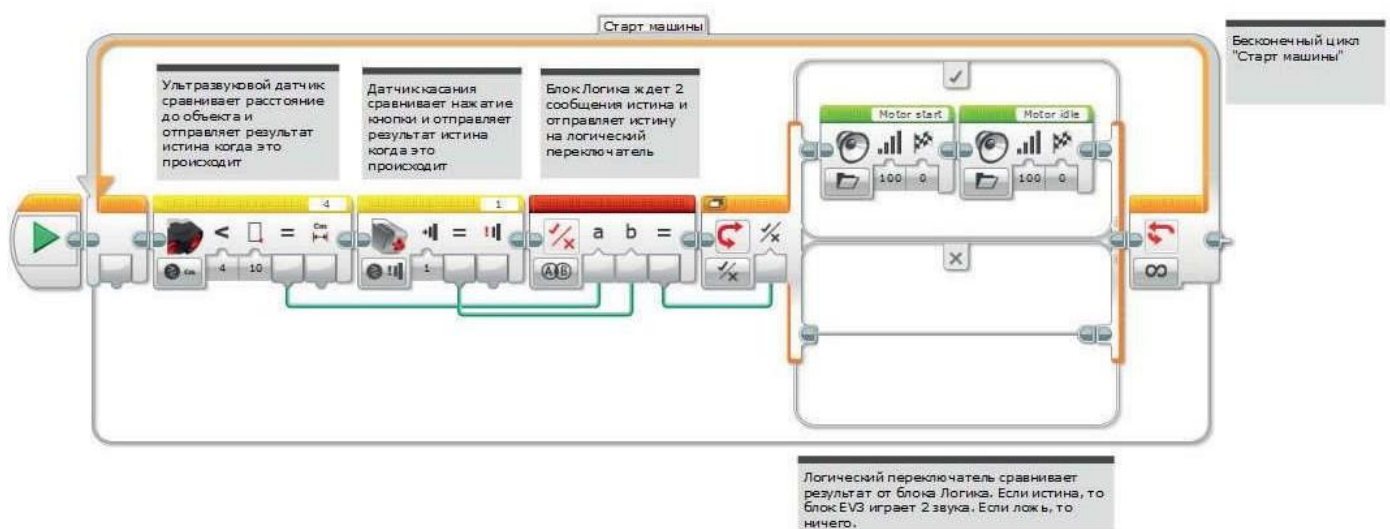 Старт машины
Бесконечный цикл
"Старт машины"
Ультразвуковой датчик
сравнивает расстояние
до объекта и
отправляет результат
истина когда это
происходит
Датчик касания
сравнивает нажатие
кнопки и отправляет
результат истина
когда это
происходит
Блок Логика ждет 2
сообщения истина и
отправляет истину
на логический
переключатель
Motor start
Motor idle
100 0
100 0
4
1
< = Cm
=
a b =
cm 4 10
1
A B
∞
Логический переключатель сравнивает
результат от блока Логика. Если истина, то
блок EV3 играет 2 звука. Если ложь, то
ничего.